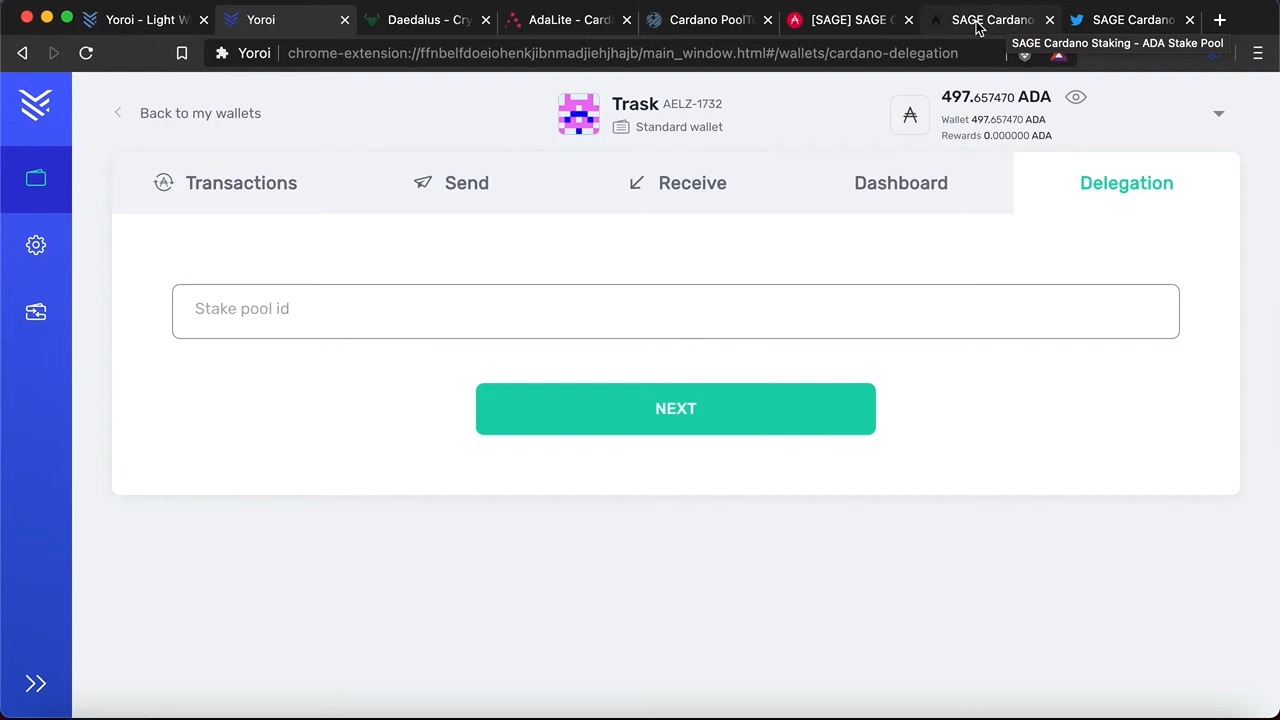 Yoroi - Light W
Yoroi
Daedalus - Cry
AdaLite - Carda
Cardano PoolT
[SAGE] SAGE C
SAGE Cardano
SAGE Cardano
Yoroi
chrome-extension://ffnbelfdoeiohenkjibnmadjiehjhajb/main_window.html#/wallets/cardano-delegation
SAGE Cardano Staking - ADA Stake Pool
Back to my wallets
Trask AELZ-1732
Standard wallet
497.657470 ADA
Wallet 497.657470 ADA
Rewards 0.000000 ADA
Transactions
Send
Receive
Dashboard
Delegation
Stake pool id
NEXT